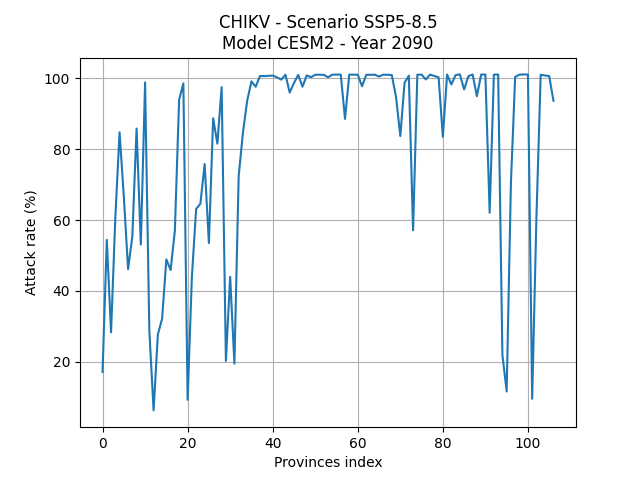 CHIKV - Scenario SSP5-8.5
Model CESM2 - Year 2090
Attack rate (%)
100
80
60
40
20
0 20 40 60 80 100
Provinces index